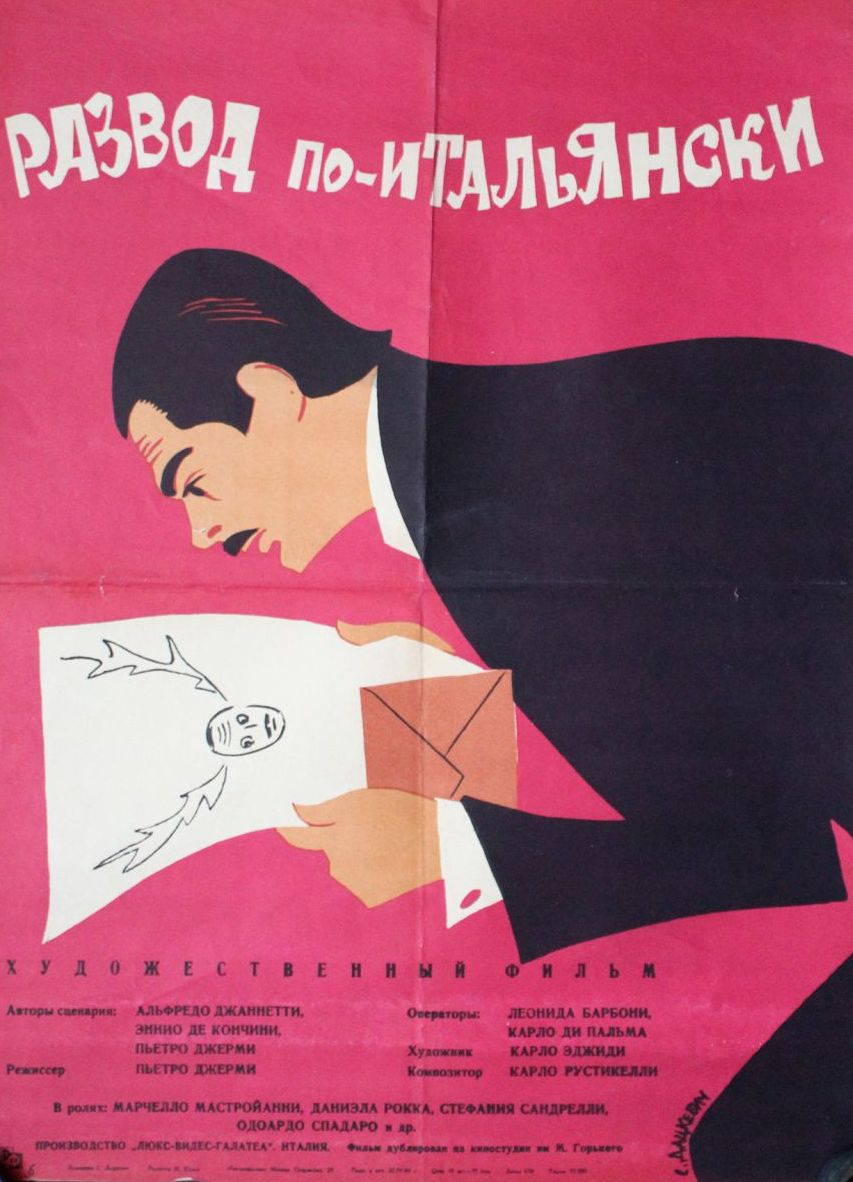 РАЗВОД ПО-ИТАЛЬЯНСКИ
ХУДОЖЕСТВЕННЫЙ ФИЛЬМ
Авторы сценария: АЛЬФРЕДО ДЖАННЕТТИ,
ЭННИО ДЕ КОНЧИНИ,
ПЬЕТРО ДЖЕРМИ
Режиссер ПЬЕТРО ДЖЕРМИ
Операторы: ЛЕОНИДА БАРБОНИ,
КАРЛО ДИ ПАЛЬМА
Художник КАРЛО ЭДЖИДИ
Композитор КАРЛО РУСТИКЕЛЛИ
В ролях: МАРЧЕЛЛО МАСТРОЙАННИ, ДАНИЭЛА РОККА, СТЕФАНИЯ САНДРЕЛЛИ,
ОДОАРДО СПАДАРО и др.
ПРОИЗВОДСТВО „ЛЮКС-ВИДЕС-ГАЛАТЕА". ИТАЛИЯ. Фильм дублирован на киностудии им М. Горького
С. ДАЦКЕВИЧ
6